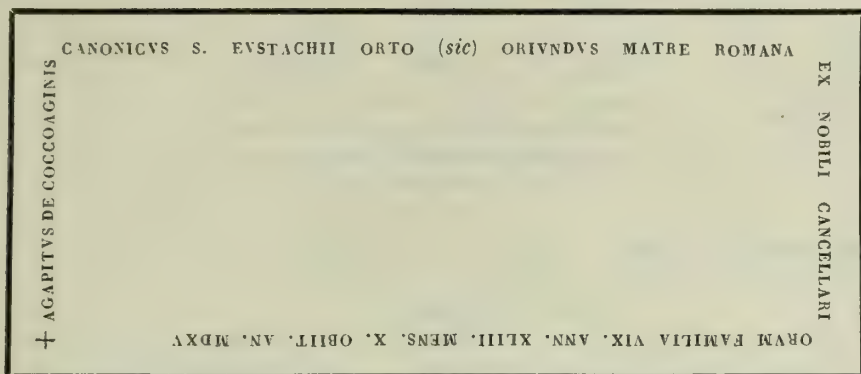 + AGAPITVS DE COCCOAGINIS
CANONICVS S. EVSTACHII ORTO (sic) ORIVNDVS MATRE ROMANA
EX NOBILI CANCELLARI
ORVM FAMILIA VIX. ANN. XLIII. MENS. X. OBIIT. AN. MDXV